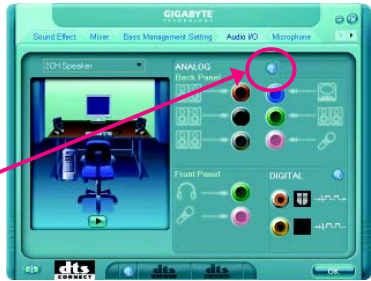 GIGABYTE
TECHNOLOGY
Sound Effect Mixer Bass Management Setting Audio I/O Microphone
2CH Speaker
ANALOG
Back Panel
Front Panel
DIGITAL
dts
CONNECT
dts
dts
OK